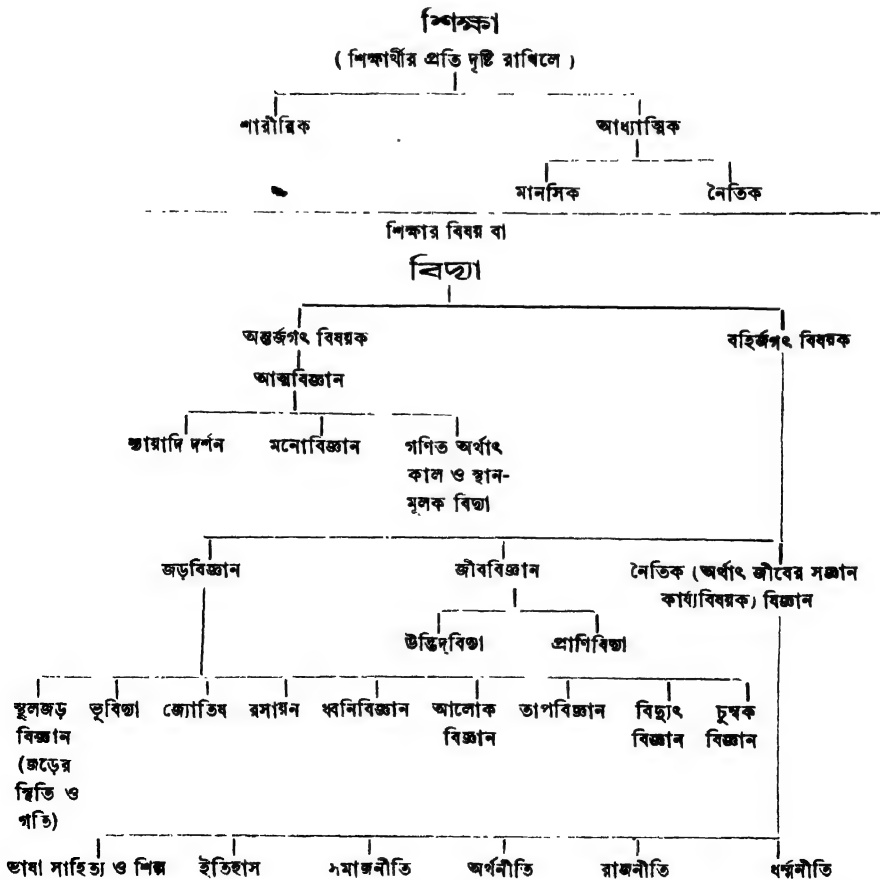 শিক্ষা
( শিক্ষার্থীর প্রতি দৃষ্টি রাখিলে )
শারীরিক আধ্যাত্মিক
মানসিক নৈতিক
শিক্ষার বিষয় বা
বিদ্যা
অন্তর্জগৎ বিষয়ক বহির্জগৎ বিষয়ক
আত্মবিজ্ঞান
ন্যায়াদি দর্শন মনোবিজ্ঞান গণিত অর্থাৎ
কাল ও স্থান-
মূলক বিদ্যা
জড়বিজ্ঞান জীববিজ্ঞান নৈতিক (অর্থাৎ জীবের সজ্ঞান
কার্য্যবিষয়ক) বিজ্ঞান
উদ্ভিদ্‌বিদ্যা প্রাণিবিদ্যা
স্থূলজড় ভূবিদ্যা জ্যোতিষ রসায়ন ধ্বনিবিজ্ঞান আলোক তাপবিজ্ঞান বিদ্যুৎ চুম্বক
বিজ্ঞান বিজ্ঞান বিজ্ঞান বিজ্ঞান
(জড়ের
স্থিতি ও
গতি)
ভাষা সাহিত্য ও শিল্প ইতিহাস সমাজনীতি অর্থনীতি রাজনীতি ধর্ম্মনীতি